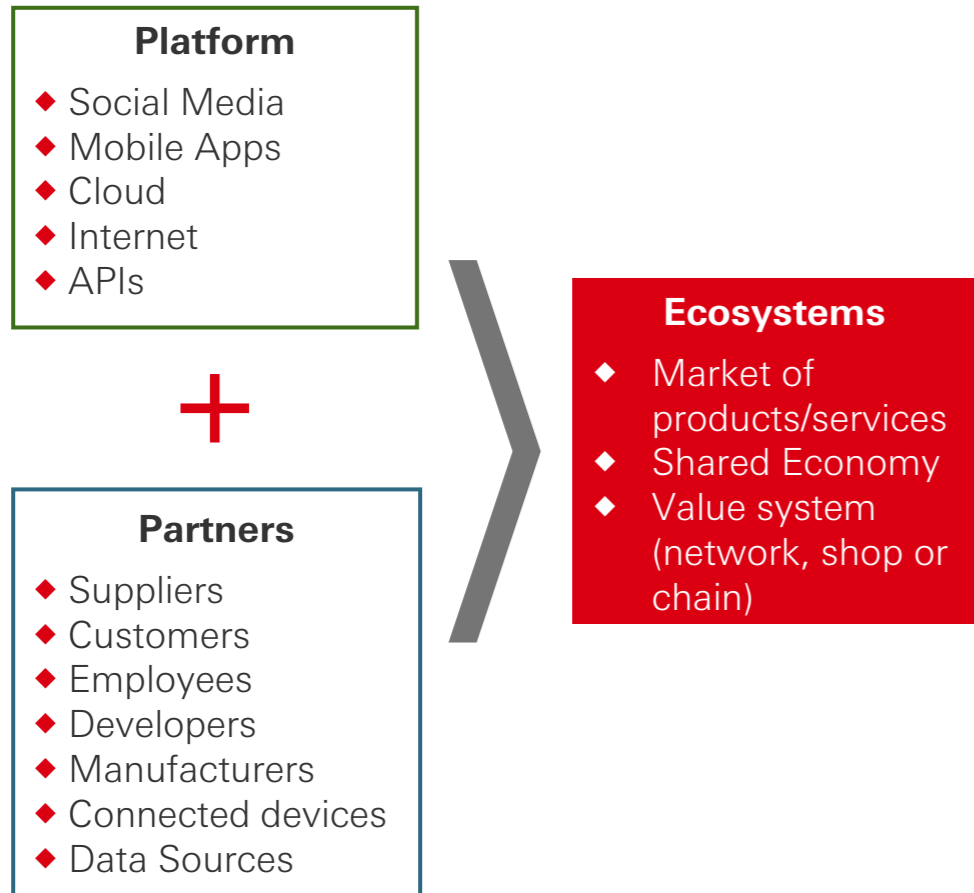 Platform
Social Media
Mobile Apps
Cloud
Internet
APIs
+
Partners
Suppliers
Customers
Employees
Developers
Manufacturers
Connected devices
Data Sources
Ecosystems
Market of
products/services
Shared Economy
Value system
(network, shop or
chain)